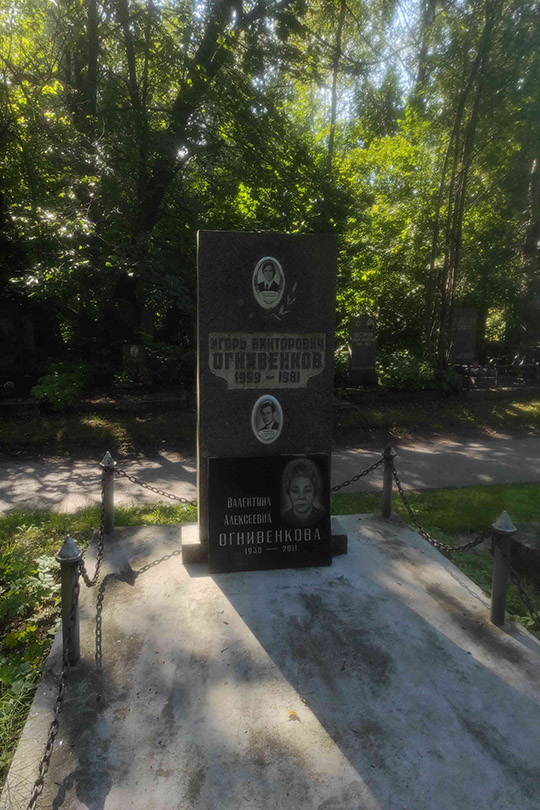 ИГОРЬ ВИКТОРОВИЧ
ОГНИВЕНКОВ
1959 — 1981
ВАЛЕНТИНА
АЛЕКСЕЕВНА
ОГНИВЕНКОВА
1930 — 2011